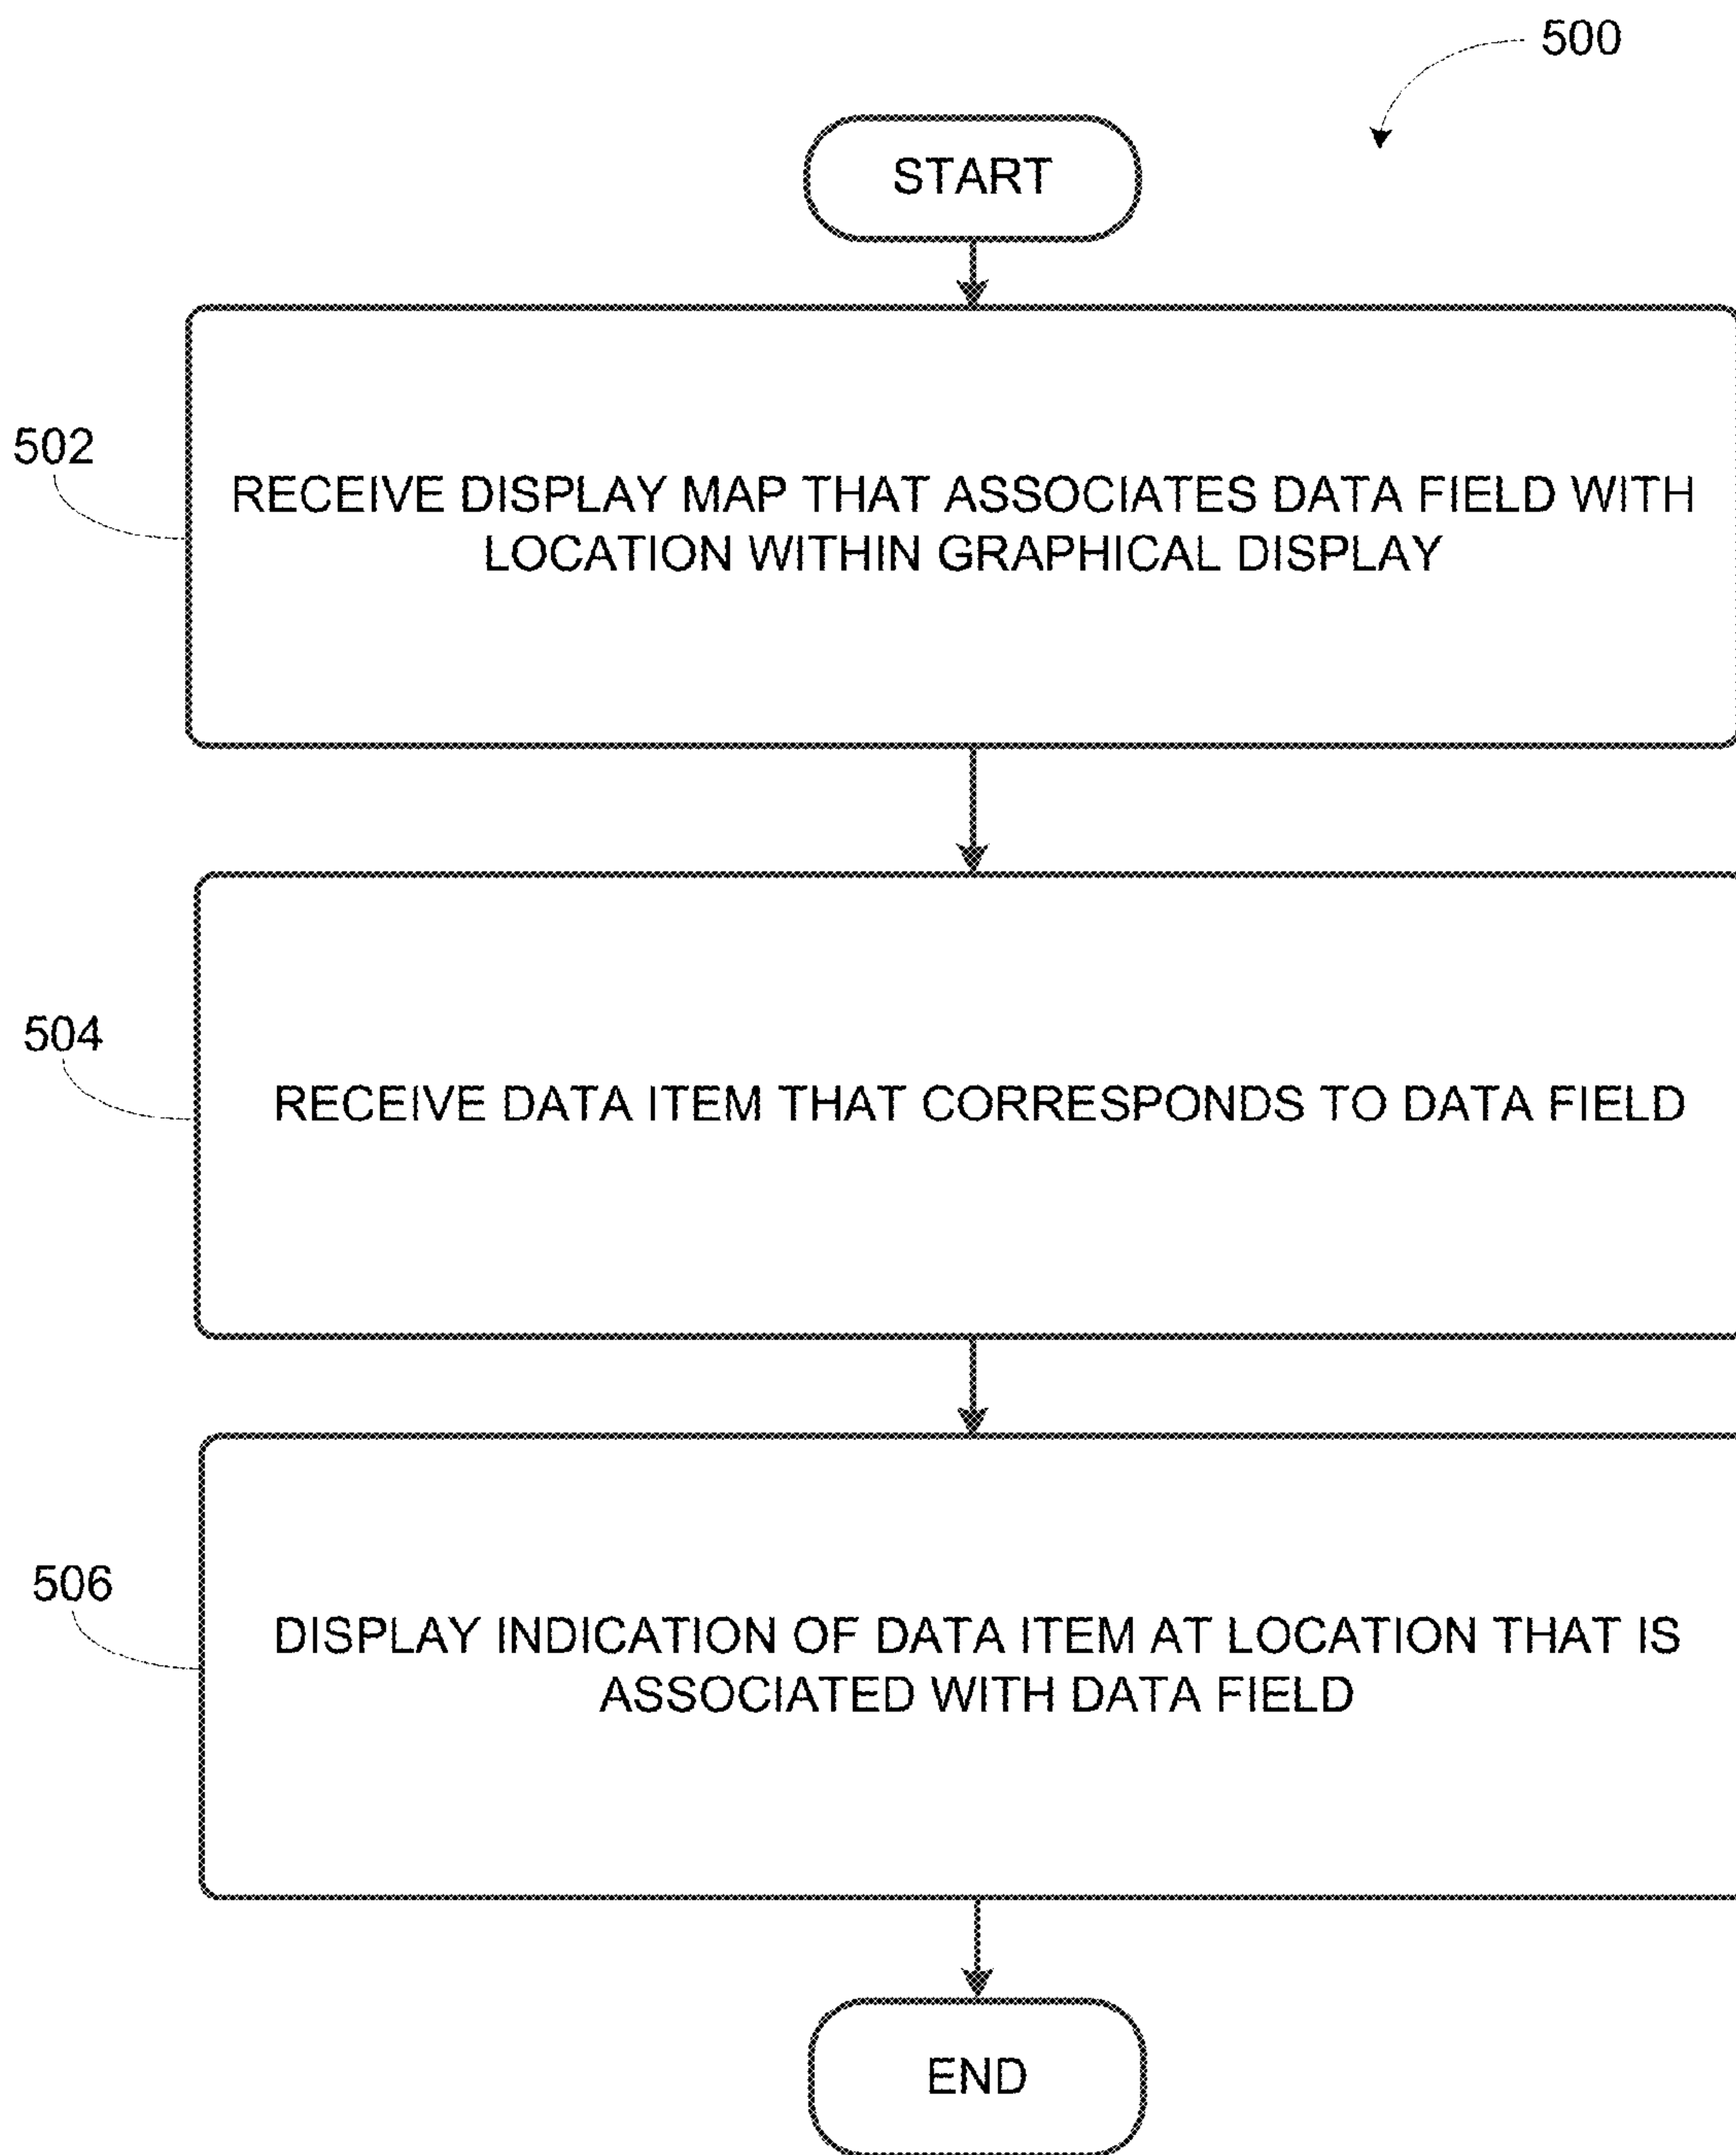 500
START
502
RECEIVE DISPLAY MAP THAT ASSOCIATES DATA FIELD WITH
LOCATION WITHIN GRAPHICAL DISPLAY
504
RECEIVE DATA ITEM THAT CORRESPONDS TO DATA FIELD
506
DISPLAY INDICATION OF DATA ITEM AT LOCATION THAT IS
ASSOCIATED WITH DATA FIELD
END